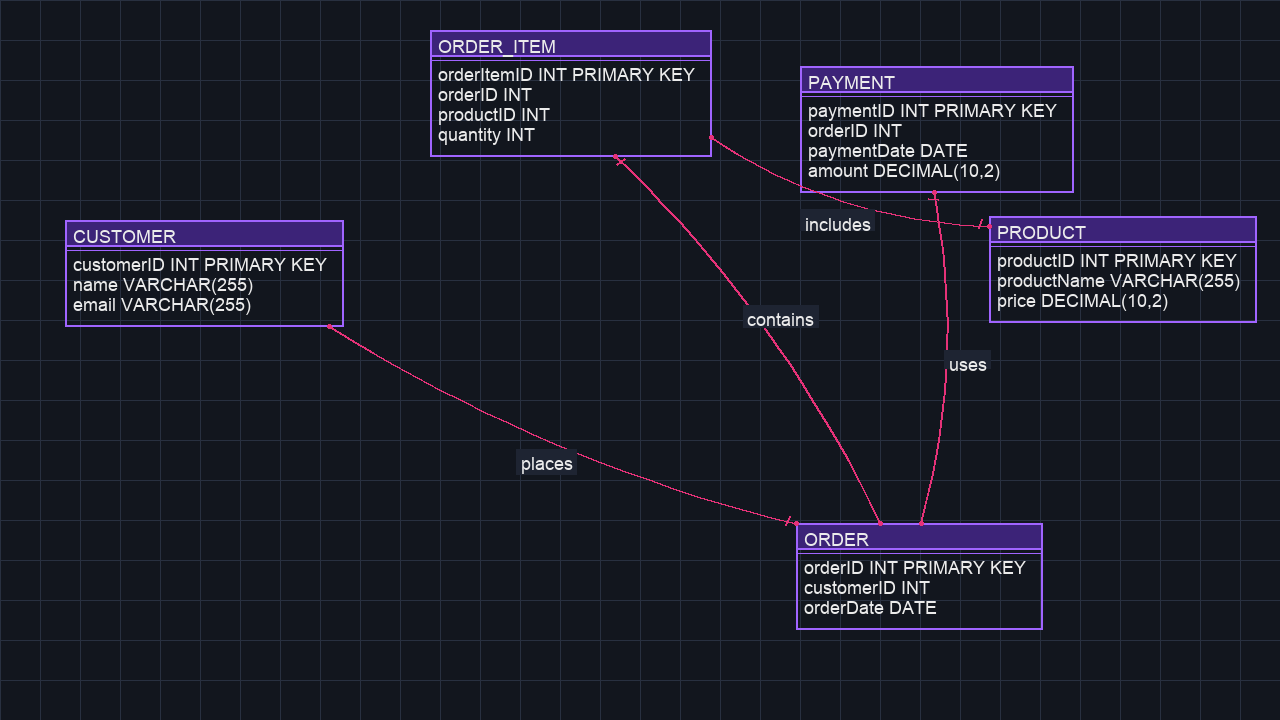 ORDER_ITEM
orderItemID INT PRIMARY KEY
orderID INT
productID INT
quantity INT
PAYMENT
paymentID INT PRIMARY KEY
orderID INT
paymentDate DATE
amount DECIMAL(10,2)
includes
CUSTOMER
customerID INT PRIMARY KEY
name VARCHAR(255)
email VARCHAR(255)
PRODUCT
productID INT PRIMARY KEY
productName VARCHAR(255)
price DECIMAL(10,2)
contains
uses
places
ORDER
orderID INT PRIMARY KEY
customerID INT
orderDate DATE